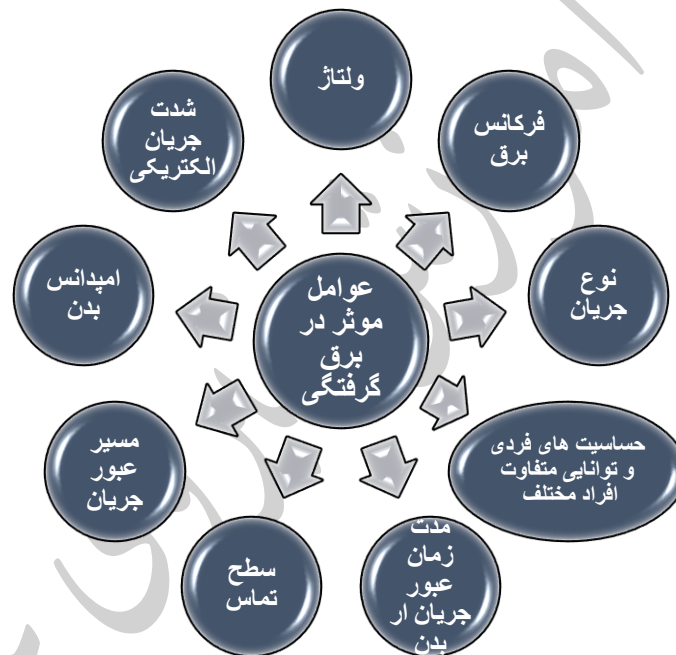 ولتاژ
فرکانس
برق
نوع
جریان
حساسیت های فردی
و توانایی متفاوت
افراد مختلف
مدت
زمان
عبور
جریان ار
بدن
سطح
تماس
مسیر
عبور
جریان
امپدانس
بدن
شدت
جریان
الکتریکی
عوامل
موثر در
برق
گرفتگی